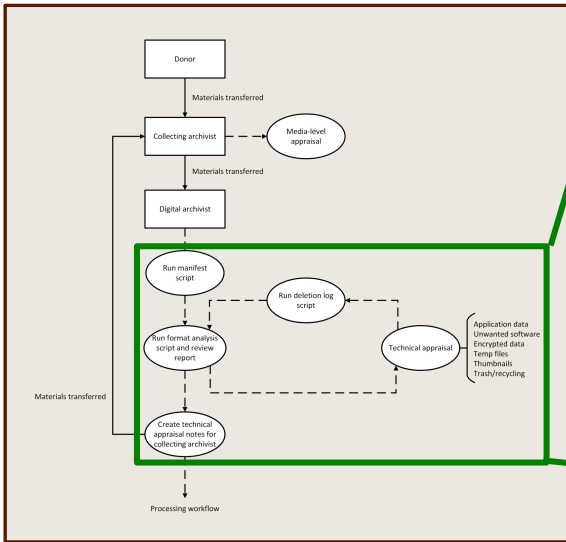 Donor
Materials transferred
Collecting archivist
Media-level
appraisal
Materials transferred
Digital archivist
Run manifest
script
Run deletion log
script
Run format analysis
script and review
report
Technical appraisal
Application data
Unwanted software
Encrypted data
Temp files
Thumbnails
Trash/recycling
Materials transferred
Create technical
appraisal notes for
collecting archivist
Processing workflow